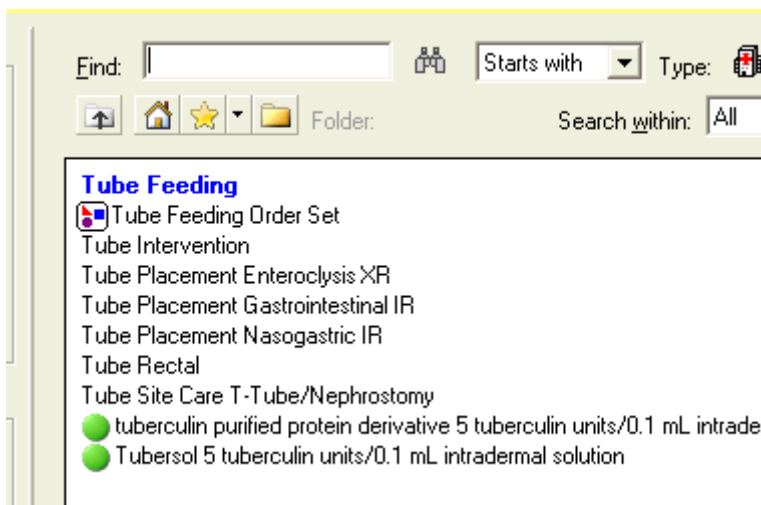 Find: Starts with Type:
Folder: Search within: All
Tube Feeding
Tube Feeding Order Set
Tube Intervention
Tube Placement Enteroclysis XR
Tube Placement Gastrointestinal IR
Tube Placement Nasogastric IR
Tube Rectal
Tube Site Care T-Tube/Nephrostomy
tuberculin purified protein derivative 5 tuberculin units/0.1 mL intrade
Tubersol 5 tuberculin units/0.1 mL intradermal solution